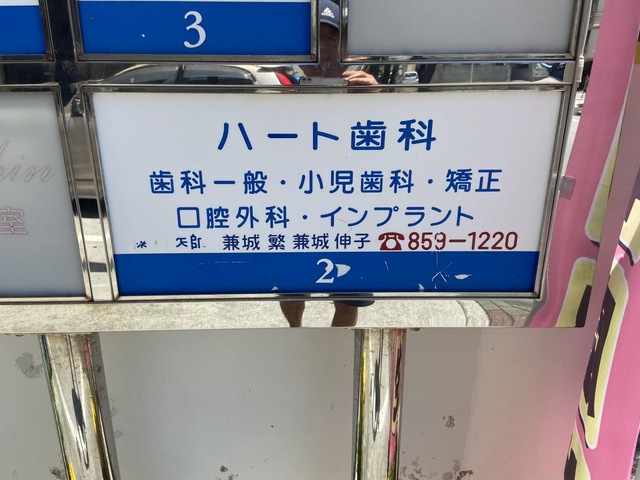 3
ハート歯科
歯科一般・小児歯科・矯正
口腔外科・インプラント
兼城 繁 兼城 伸子 ☎859-1220
2